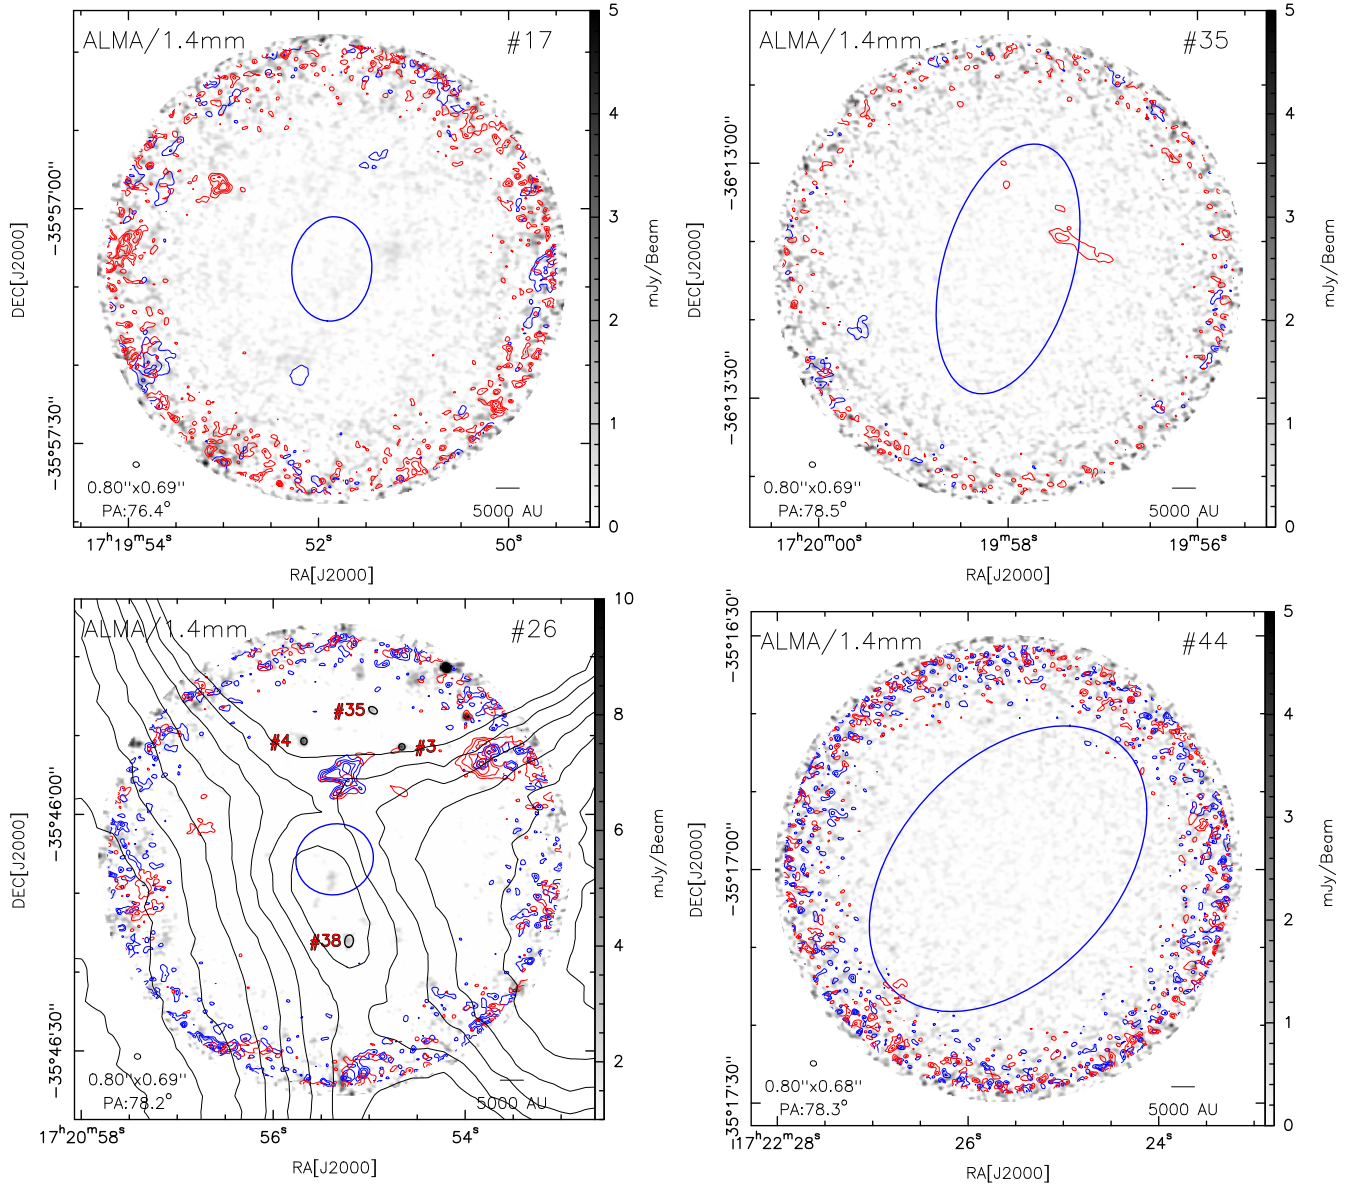 ALMA/1.4mm #17
5
4
3
2
1
0
mJy/Beam
DEC[J2000]
−35°57'00"
−35°57'30"
0.80"x0.69"
PA:76.4°
5000 AU
17ʰ19ᵐ54ˢ 52ˢ 50ˢ
RA[J2000]
ALMA/1.4mm #35
5
4
3
2
1
0
mJy/Beam
DEC[J2000]
−36°13'00"
−36°13'30"
0.80"x0.69"
PA:78.5°
5000 AU
17ʰ20ᵐ00ˢ 19ᵐ58ˢ 19ᵐ56ˢ
RA[J2000]
ALMA/1.4mm #26
10
8
6
4
2
mJy/Beam
DEC[J2000]
−35°46'00"
−35°46'30"
#35
#4
#3
#38
0.80"x0.69"
PA:78.2°
5000 AU
17ʰ20ᵐ58ˢ 56ˢ 54ˢ
RA[J2000]
ALMA/1.4mm #44
5
4
3
2
1
0
mJy/Beam
DEC[J2000]
−35°16'30"
−35°17'00"
−35°17'30"
0.80"x0.68"
PA:78.3°
5000 AU
17ʰ22ᵐ28ˢ 26ˢ 24ˢ
RA[J2000]